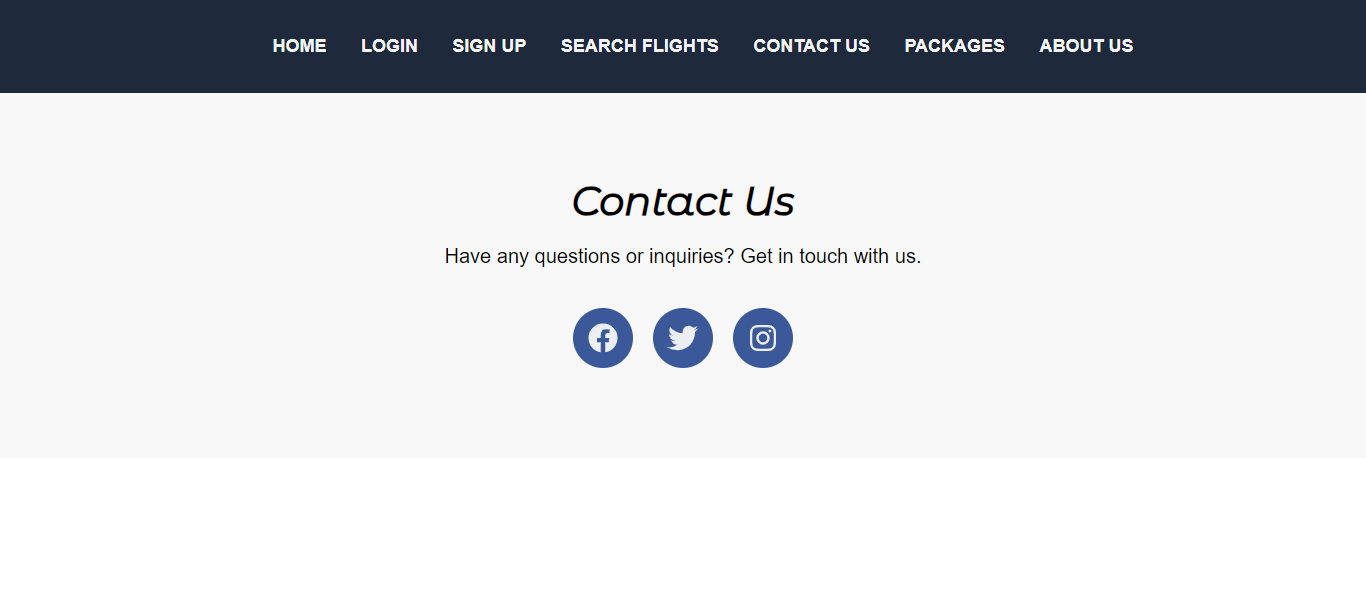 HOME LOGIN SIGN UP SEARCH FLIGHTS CONTACT US PACKAGES ABOUT US
Contact Us
Have any questions or inquiries? Get in touch with us.